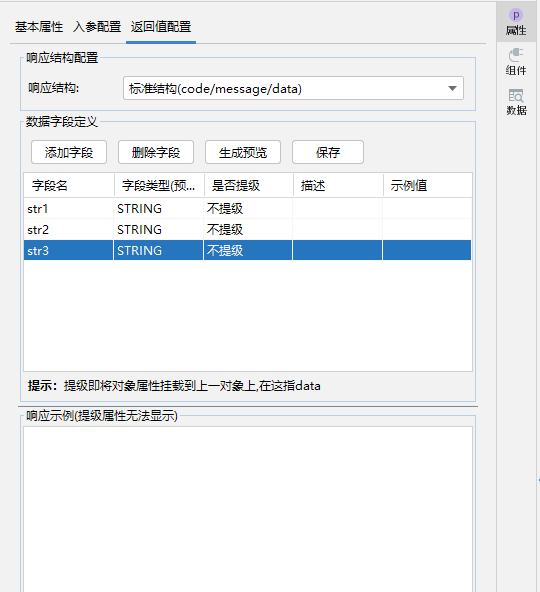 基本属性 入参配置 返回值配置
p
属性
组件
数据
响应结构配置
响应结构: 标准结构(code/message/data)
数据字段定义
添加字段 删除字段 生成预览 保存
字段名 字段类型(预... 是否提级 描述 示例值
str1 STRING 不提级
str2 STRING 不提级
str3 STRING 不提级
提示：提级即将对象属性挂载到上一对象上,在这指data
响应示例(提级属性无法显示)